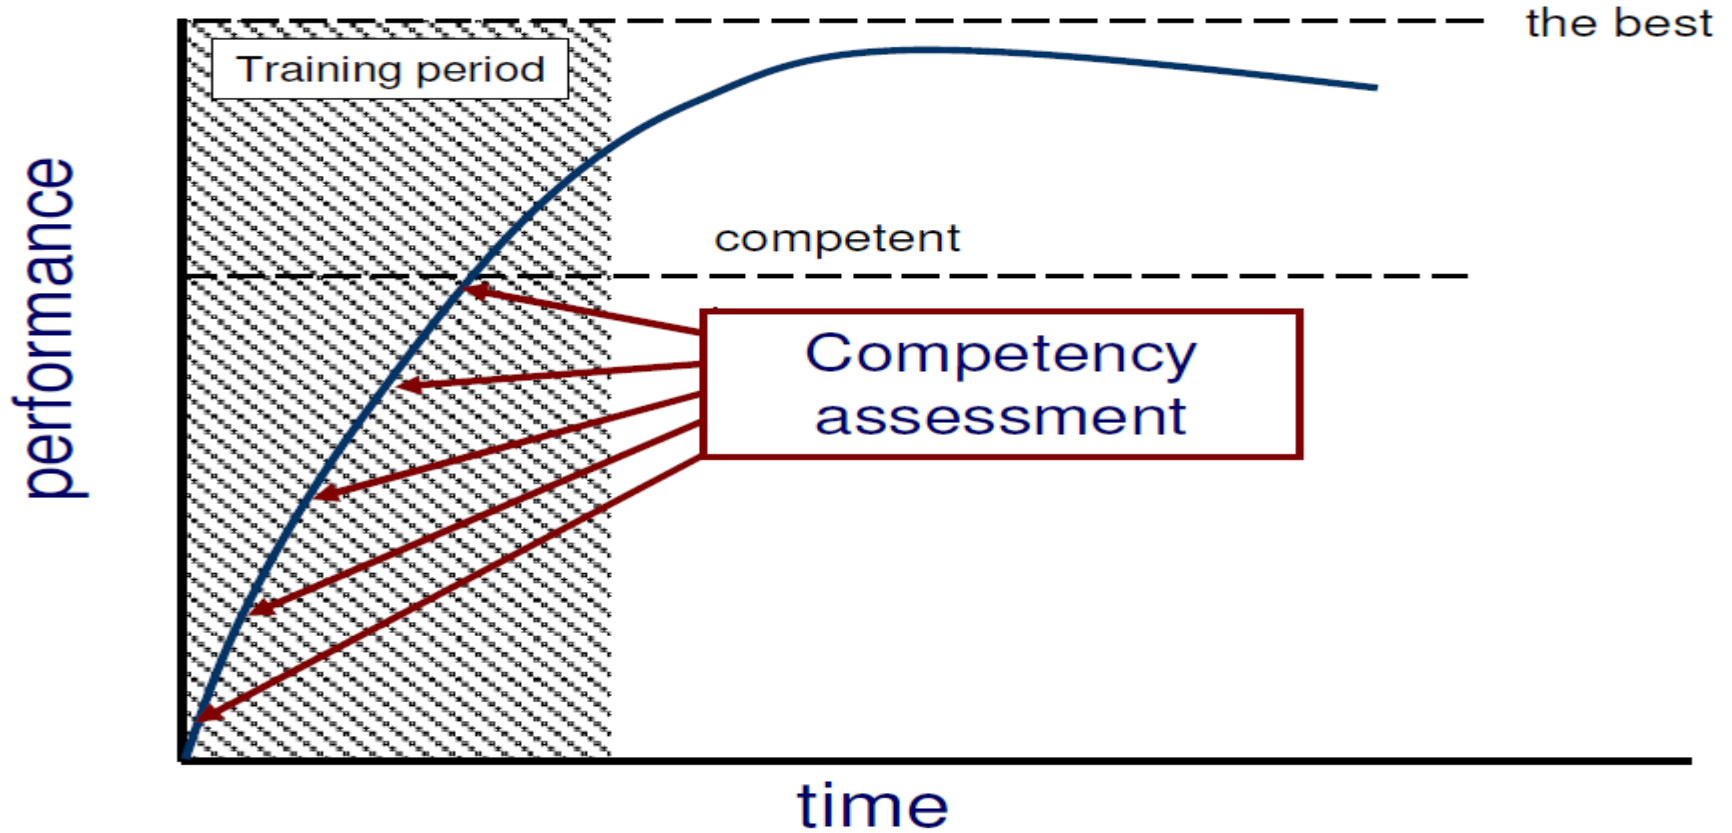 the best
Training period
performance
competent
Competency
assessment
time